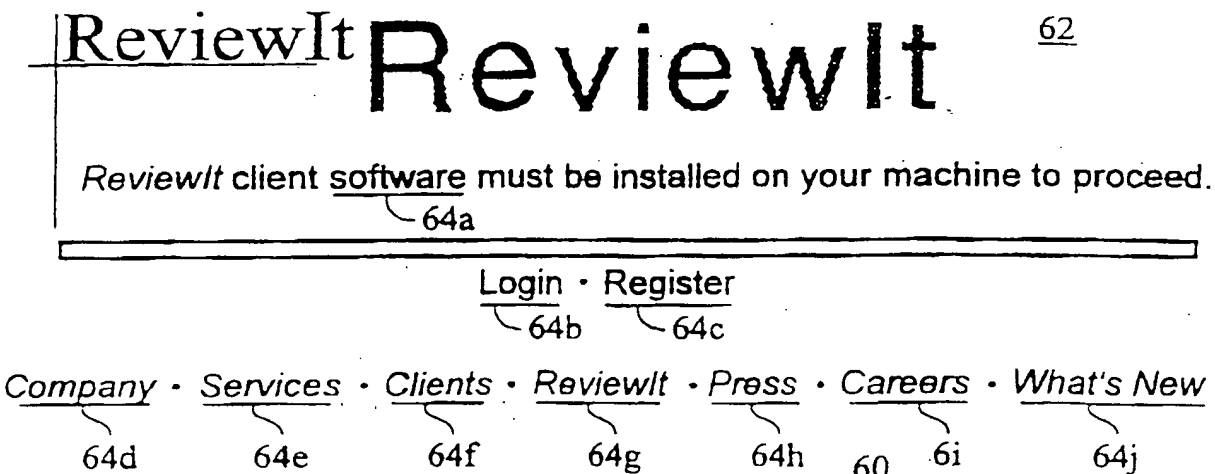 ReviewIt ReviewIt 62
ReviewIt client software must be installed on your machine to proceed.
64a
Login · Register
64b 64c
Company · Services · Clients · ReviewIt · Press · Careers · What's New
64d 64e 64f 64g 64h 60 6i 64j